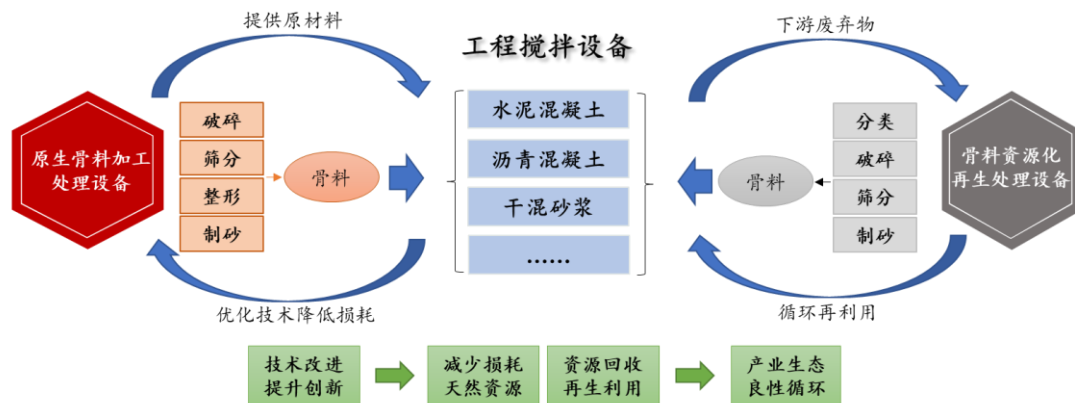 提供原材料
工程搅拌设备
下游废弃物
原生骨料加工
处理设备
破碎
筛分
整形
制砂
骨料
水泥混凝土
沥青混凝土
干混砂浆
......
骨料
分类
破碎
筛分
制砂
骨料资源化
再生处理设备
优化技术降低损耗
循环再利用
技术改进
提升创新
减少损耗
天然资源
资源回收
再生利用
产业生态
良性循环